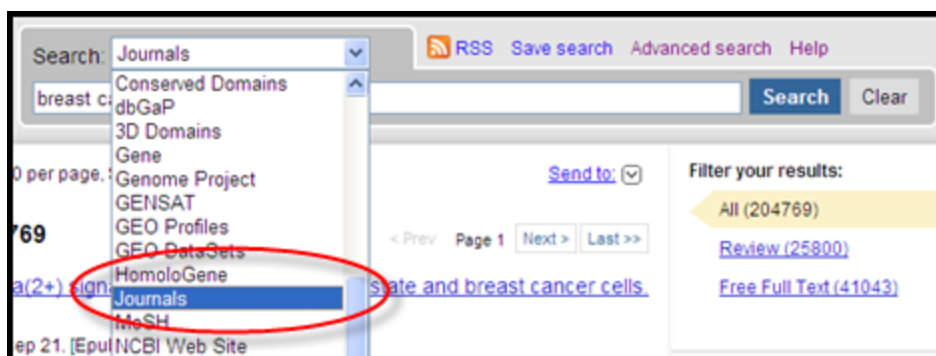 Search: Journals RSS Save search Advanced search Help
breast ca Search Clear
Conserved Domains
dbGaP
3D Domains
Gene
0 per page, Genome Project Send to: Filter your results:
GENSAT All (204769)
769 GEO Profiles < Prev Page 1 Next > Last >>
GEO DataSets Review (25800)
HomoloGene
a(2+) sign state and breast cancer cells. Free Full Text (41043)
Journals
MeSH
ep 21. [Epul NCBI Web Site